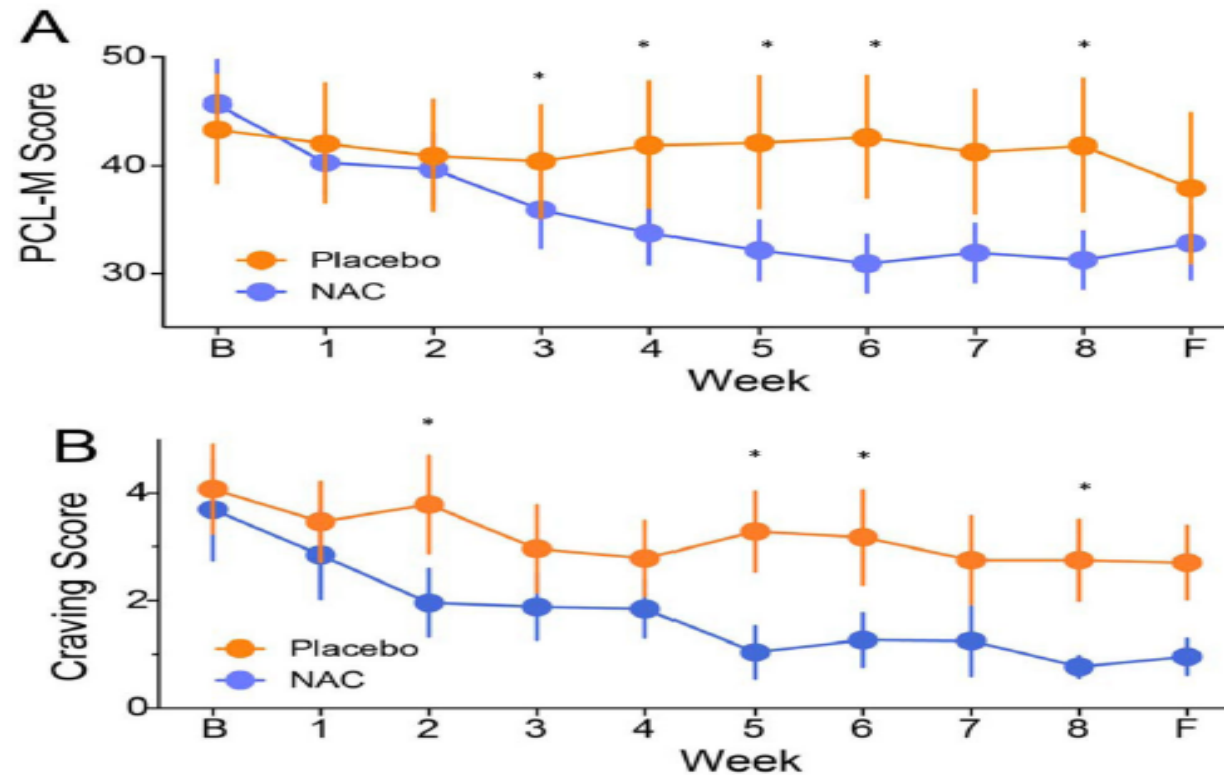 A
PCL-M Score
50
40
30
* * * * *
Placebo
NAC
B 1 2 3 4 5 6 7 8 F
Week
B
Craving Score
4
2
0
* * * *
Placebo
NAC
B 1 2 3 4 5 6 7 8 F
Week